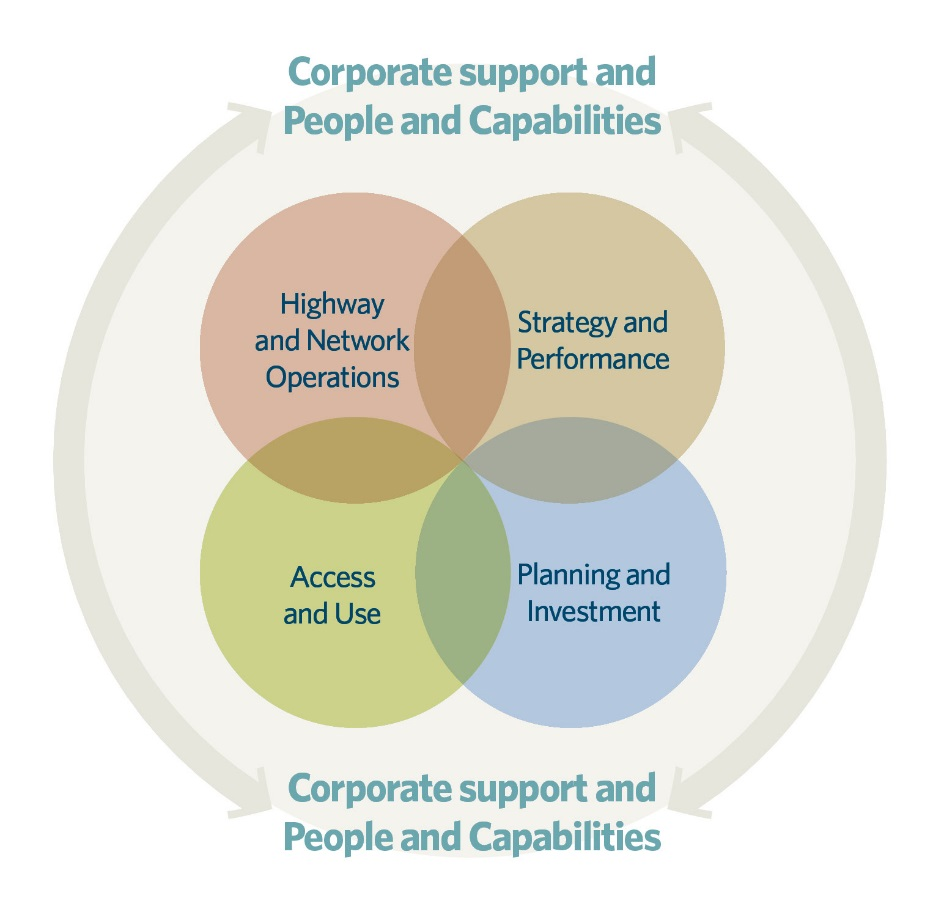 Corporate support and
People and Capabilities
Highway
and Network
Operations
Strategy and
Performance
Access
and Use
Planning and
Investment
Corporate support and
People and Capabilities